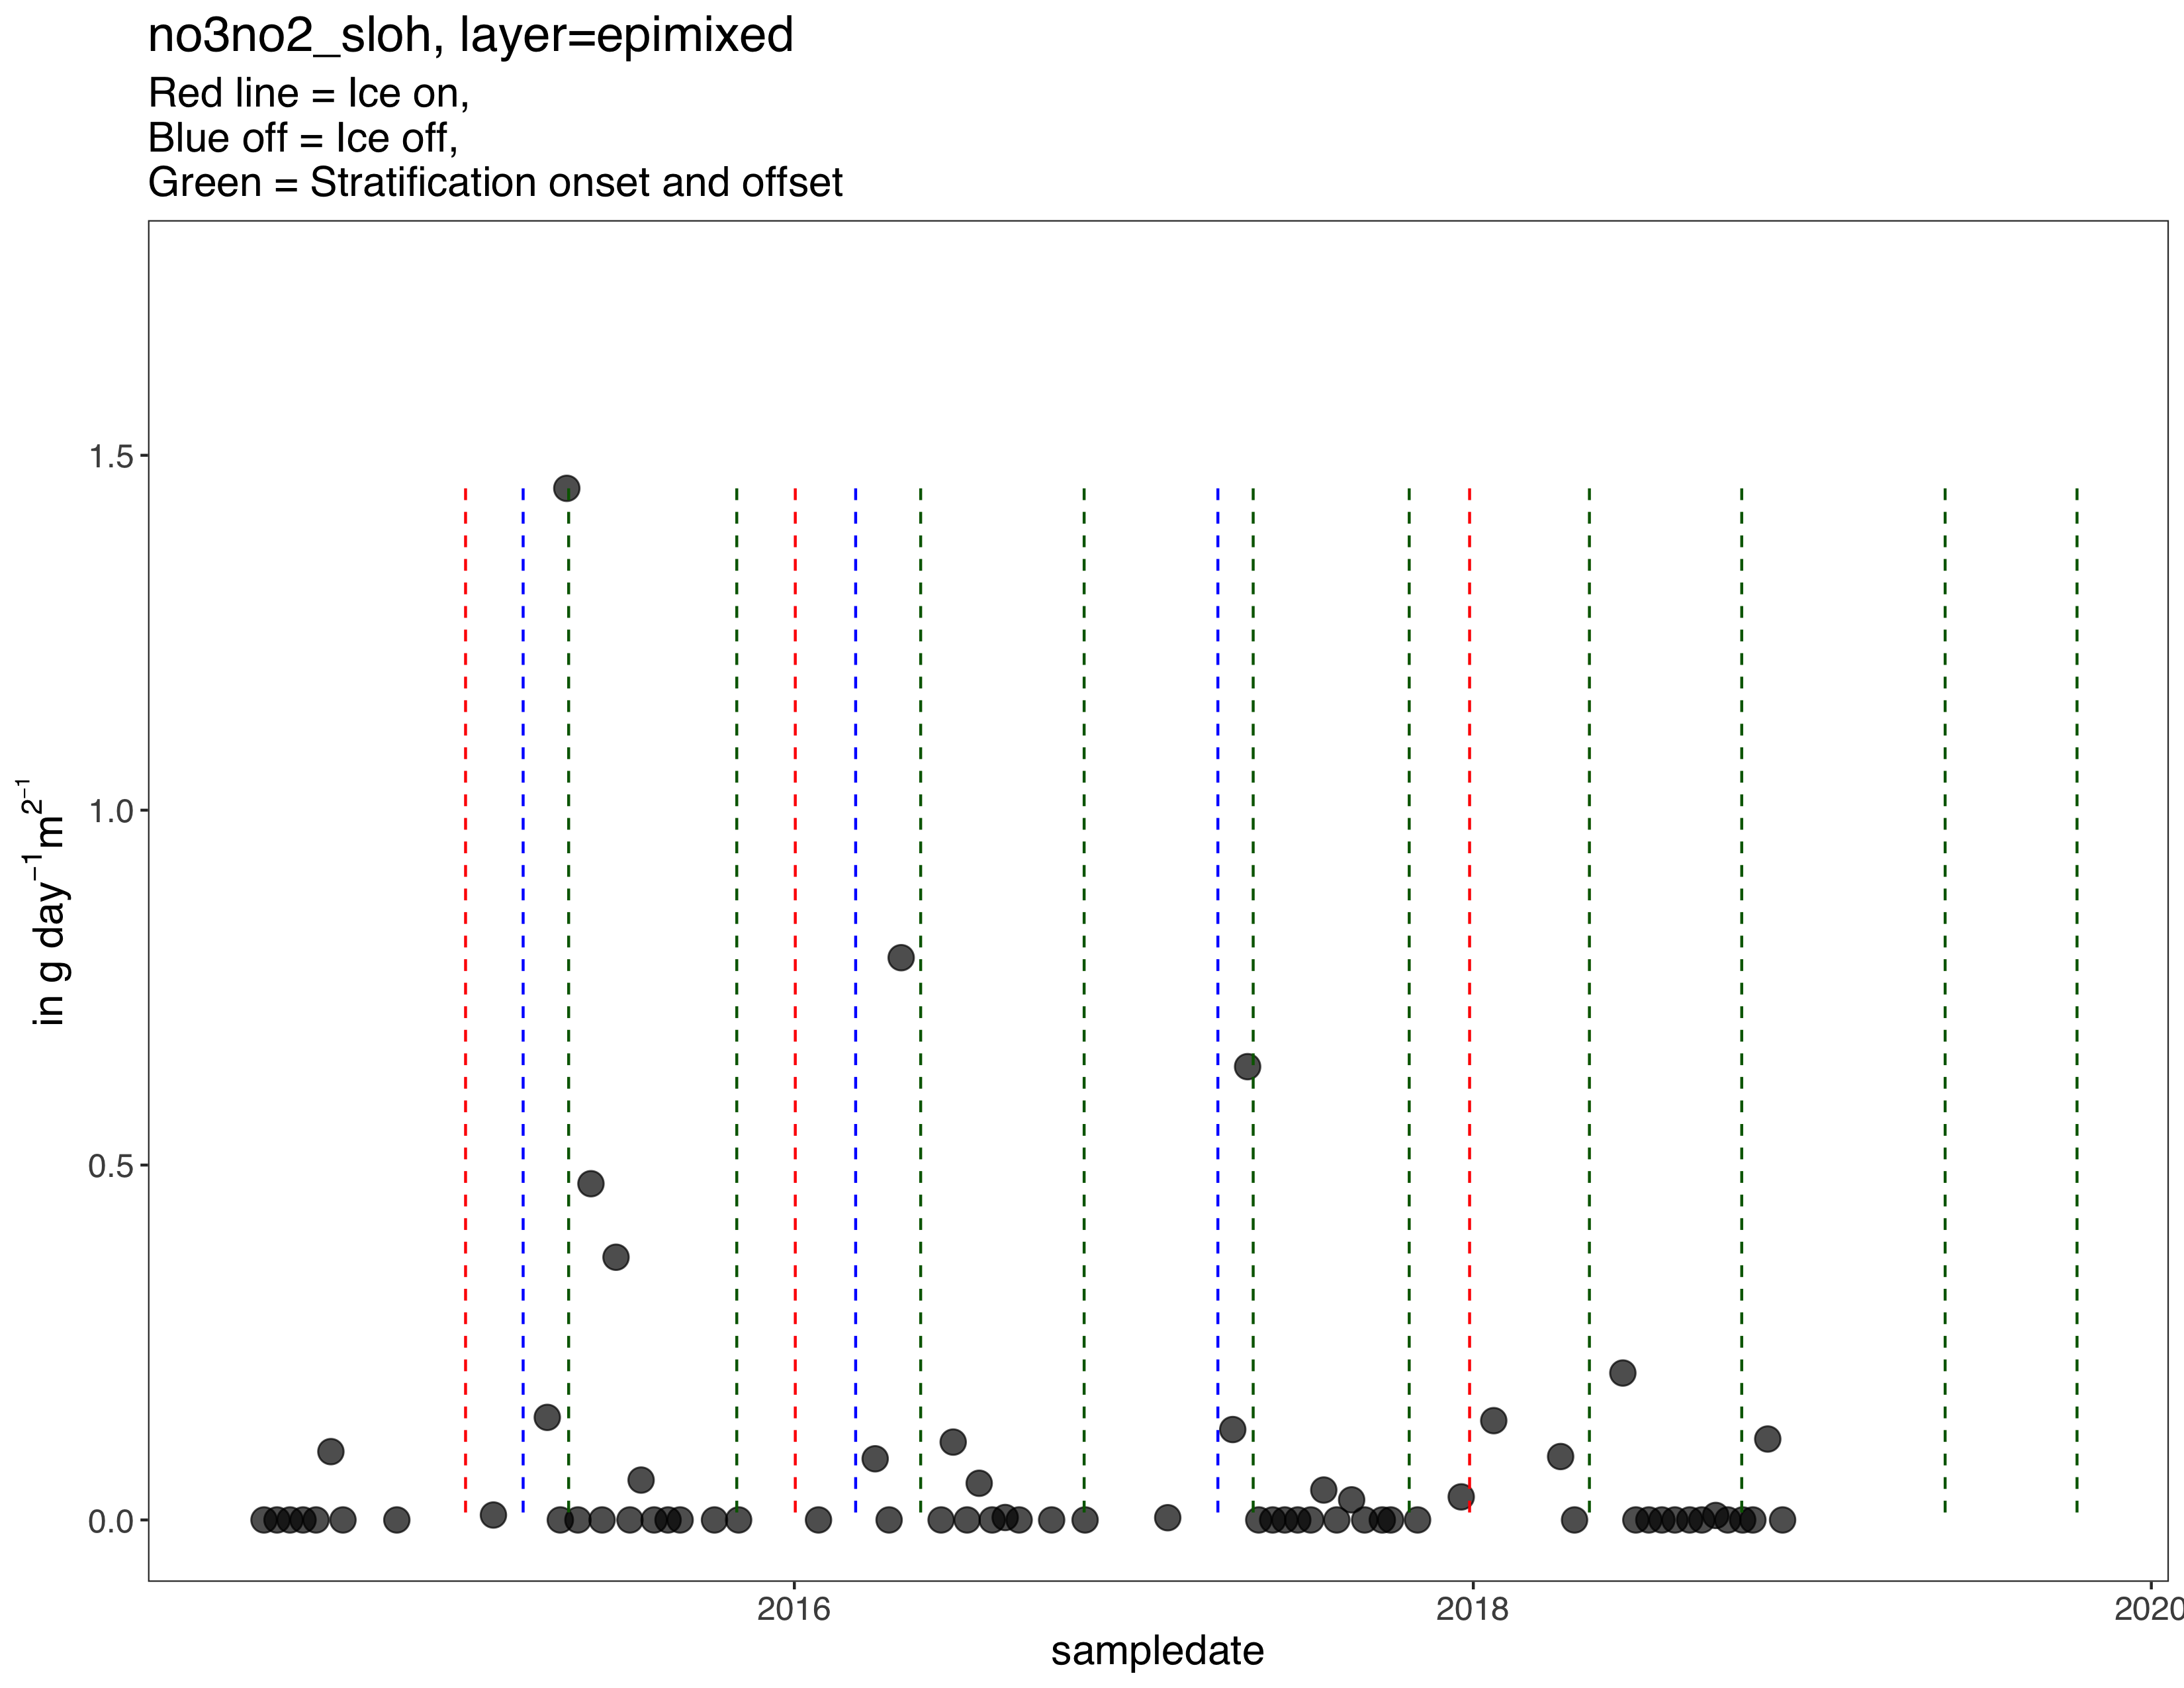 no3no2_sloh, layer=epimixed
Red line = Ice on,
Blue off = Ice off,
Green = Stratification onset and offset
in g day⁻¹m²⁻¹
1.5
1.0
0.5
0.0
2016
2018
2020
sampledate